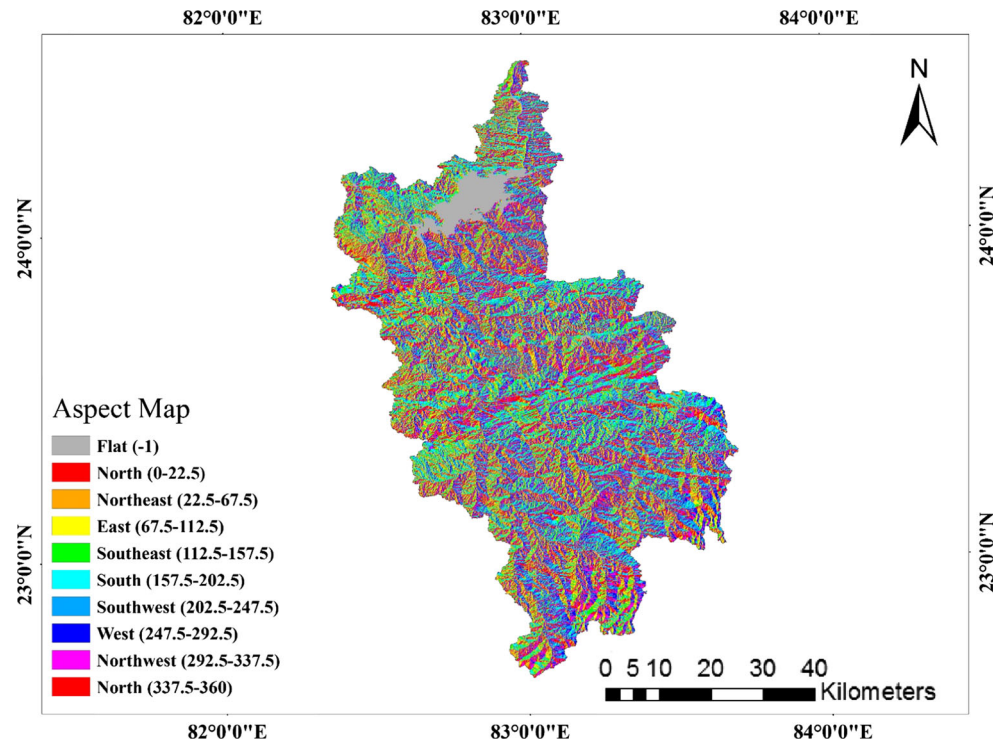 82°0'0"E 83°0'0"E 84°0'0"E
N
24°0'0"N
24°0'0"N
Aspect Map
Flat (-1)
North (0-22.5)
Northeast (22.5-67.5)
East (67.5-112.5)
Southeast (112.5-157.5)
South (157.5-202.5)
Southwest (202.5-247.5)
West (247.5-292.5)
Northwest (292.5-337.5)
North (337.5-360)
23°0'0"N
23°0'0"N
0 5 10 20 30 40
Kilometers
82°0'0"E 83°0'0"E 84°0'0"E